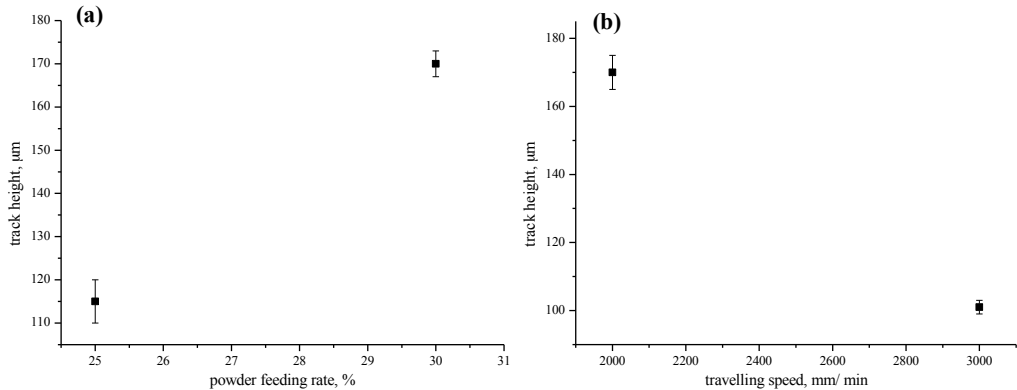 (a)
180
170
160
150
140
130
120
110
25 26 27 28 29 30 31
powder feeding rate, %
track height, μm
(b)
180
160
140
120
100
2000 2200 2400 2600 2800 3000
travelling speed, mm/ min
track height, μm